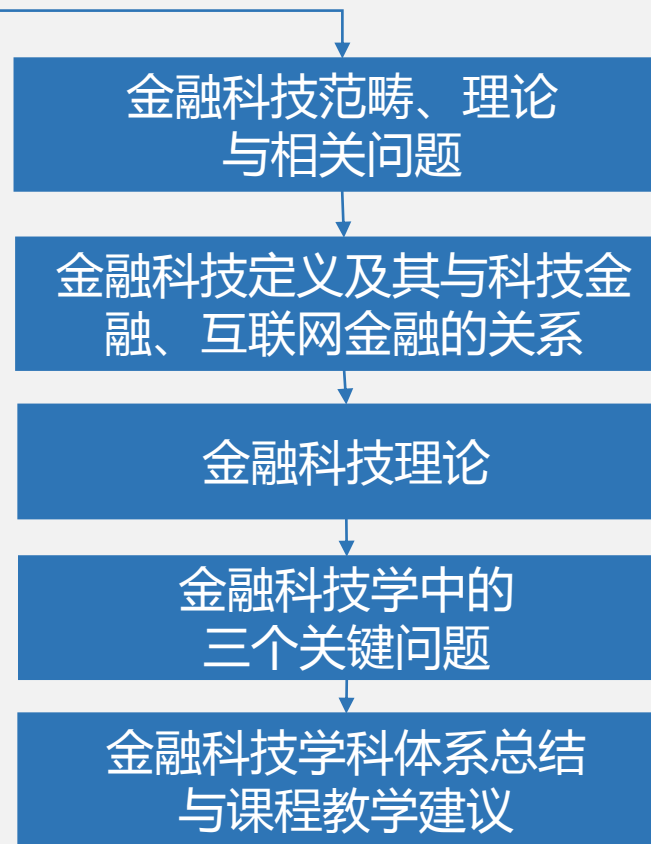 金融科技范畴、理论
与相关问题
金融科技定义及其与科技金
融、互联网金融的关系
金融科技理论
金融科技学中的
三个关键问题
金融科技学科体系总结
与课程教学建议